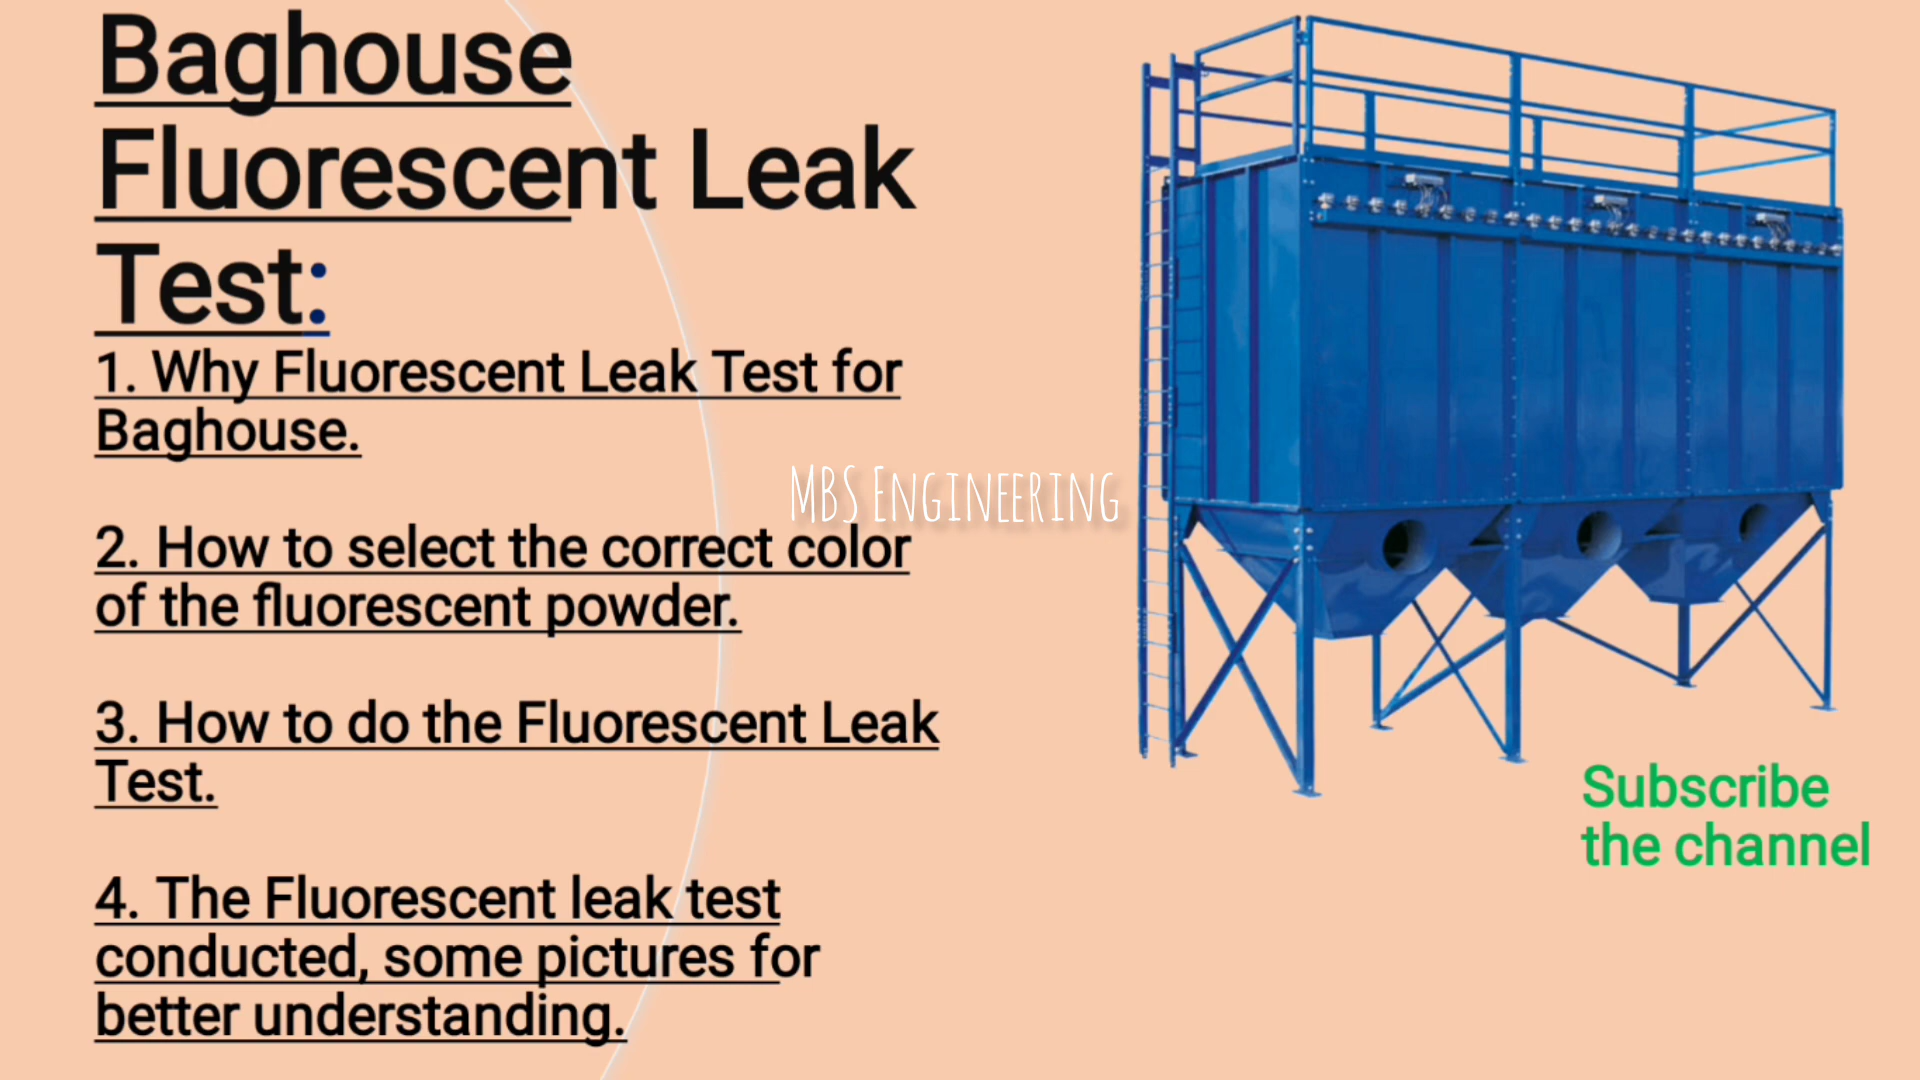 Baghouse
Fluorescent Leak
Test:
1. Why Fluorescent Leak Test for
Baghouse.
2. How to select the correct color
of the fluorescent powder.
3. How to do the Fluorescent Leak
Test.
4. The Fluorescent leak test
conducted, some pictures for
better understanding.
MBS Engineering
Subscribe
the channel